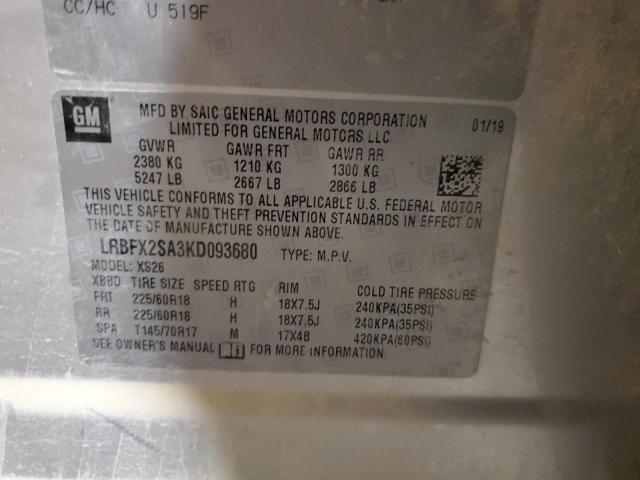 CC/HC U 519F
GM
MFD BY SAIC GENERAL MOTORS CORPORATION
LIMITED FOR GENERAL MOTORS LLC
01/19
GVWR GAWR FRT GAWR RR
2380 KG 1210 KG 1300 KG
5247 LB 2667 LB 2866 LB
THIS VEHICLE CONFORMS TO ALL APPLICABLE U.S. FEDERAL MOTOR
VEHICLE SAFETY AND THEFT PREVENTION STANDARDS IN EFFECT ON
THE DATE OF MANUFACTURE SHOWN ABOVE.
LRBFX2SA3KD093680 TYPE: M.P.V.
MODEL: XS26
XBBD TIRE SIZE SPEED RTG RIM COLD TIRE PRESSURE
FRT 225/60R18 H 18X7.5J 240KPA(35PSI)
RR 225/60R18 H 18X7.5J 240KPA(35PSI)
SPA T145/70R17 M 17X4B 420KPA(60PSI)
SEE OWNER'S MANUAL FOR MORE INFORMATION.